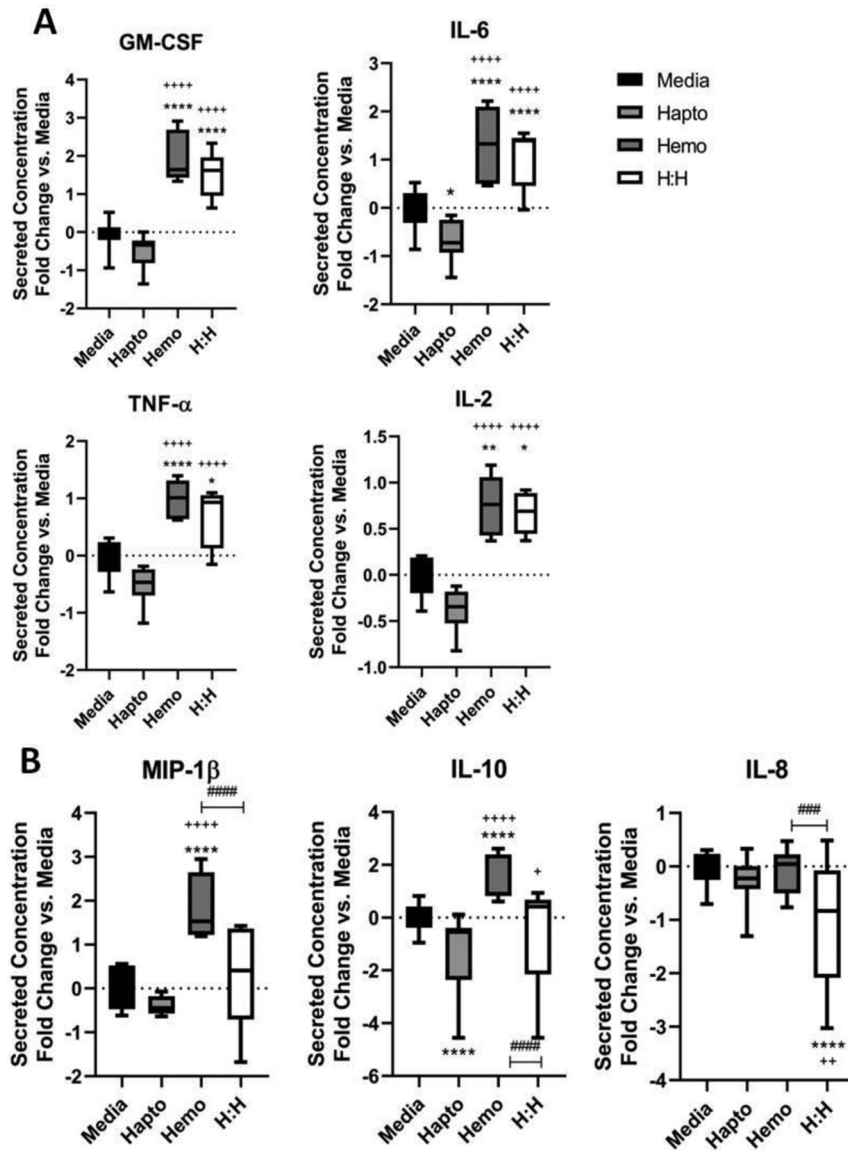 A
GM-CSF
Secreted Concentration
Fold Change vs. Media
4
3
2
1
0
-1
-2
++++
****
++++
****
Media
Hapto
Hemo
H:H
IL-6
Secreted Concentration
Fold Change vs. Media
3
2
1
0
-1
-2
*
++++
****
++++
****
Media
Hapto
Hemo
H:H
Media
Hapto
Hemo
H:H
TNF-α
Secreted Concentration
Fold Change vs. Media
2
1
0
-1
-2
++++
****
++++
*
Media
Hapto
Hemo
H:H
IL-2
Secreted Concentration
Fold Change vs. Media
1.5
1.0
0.5
0.0
-0.5
-1.0
++++
**
++++
*
Media
Hapto
Hemo
H:H
B
MIP-1β
Secreted Concentration
Fold Change vs. Media
4
3
2
1
0
-1
-2
####
++++
****
Media
Hapto
Hemo
H:H
IL-10
Secreted Concentration
Fold Change vs. Media
4
2
0
-2
-4
-6
++++
****
+
****
####
Media
Hapto
Hemo
H:H
IL-8
Secreted Concentration
Fold Change vs. Media
1
0
-1
-2
-3
-4
###
****
++
Media
Hapto
Hemo
H:H